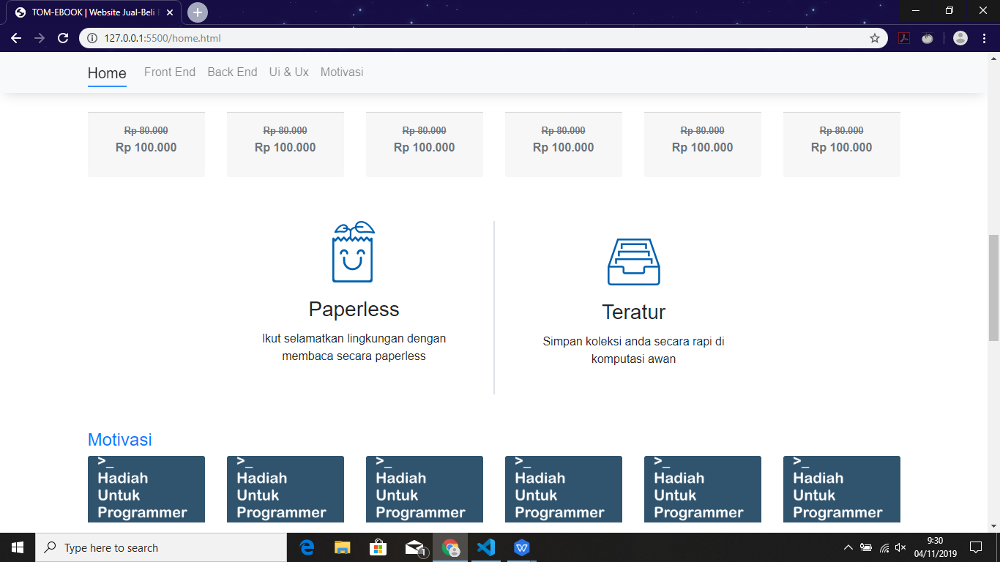 TOM-EBOOK | Website Jual-Beli
127.0.0.1:5500/home.html
Home Front End Back End Ui & Ux Motivasi
Rp 80.000 Rp 80.000 Rp 80.000 Rp 80.000 Rp 80.000 Rp 80.000
Rp 100.000 Rp 100.000 Rp 100.000 Rp 100.000 Rp 100.000 Rp 100.000
Paperless
Ikut selamatkan lingkungan dengan
membaca secara paperless
Teratur
Simpan koleksi anda secara rapi di
komputasi awan
Motivasi
>_ >_ >_ >_ >_ >_
Hadiah Hadiah Hadiah Hadiah Hadiah Hadiah
Untuk Untuk Untuk Untuk Untuk Untuk
Programmer Programmer Programmer Programmer Programmer Programmer
Type here to search
1
9:30
04/11/2019